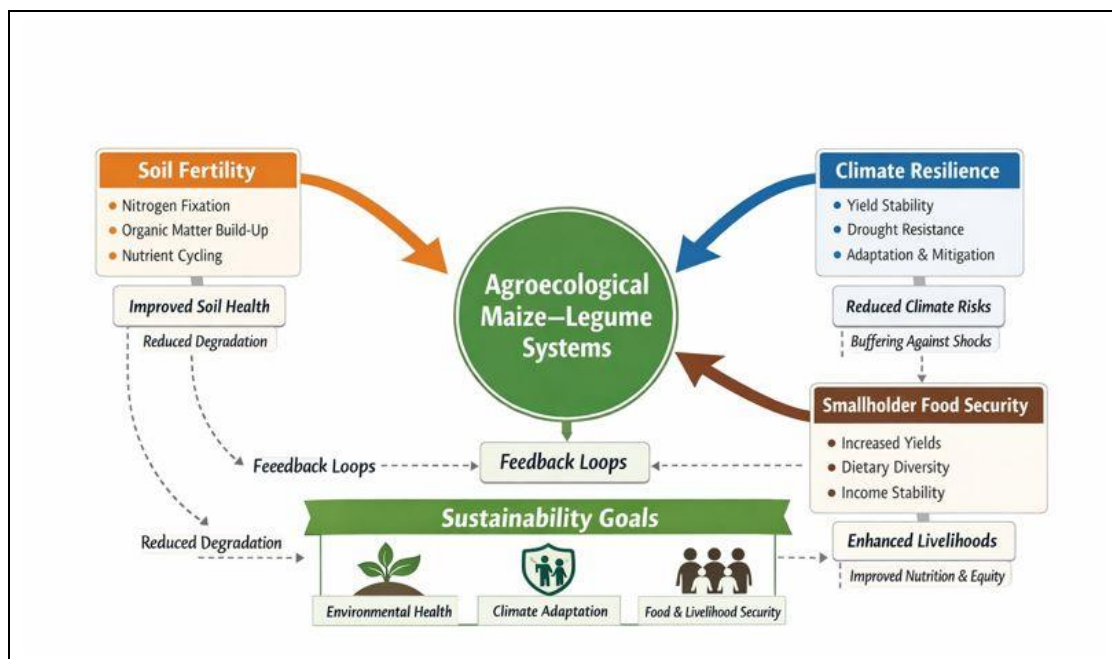 Soil Fertility
Nitrogen Fixation
Organic Matter Build-Up
Nutrient Cycling
Improved Soil Health
Reduced Degradation
Agroecological
Maize–Legume
Systems
Climate Resilience
Yield Stability
Drought Resistance
Adaptation & Mitigation
Reduced Climate Risks
Buffering Against Shocks
Smallholder Food Security
Increased Yields
Dietary Diversity
Income Stability
Enhanced Livelihoods
Improved Nutrition & Equity
Feeedback Loops
Feedback Loops
Reduced Degradation
Sustainability Goals
Environmental Health
Climate Adaptation
Food & Livelihood Security